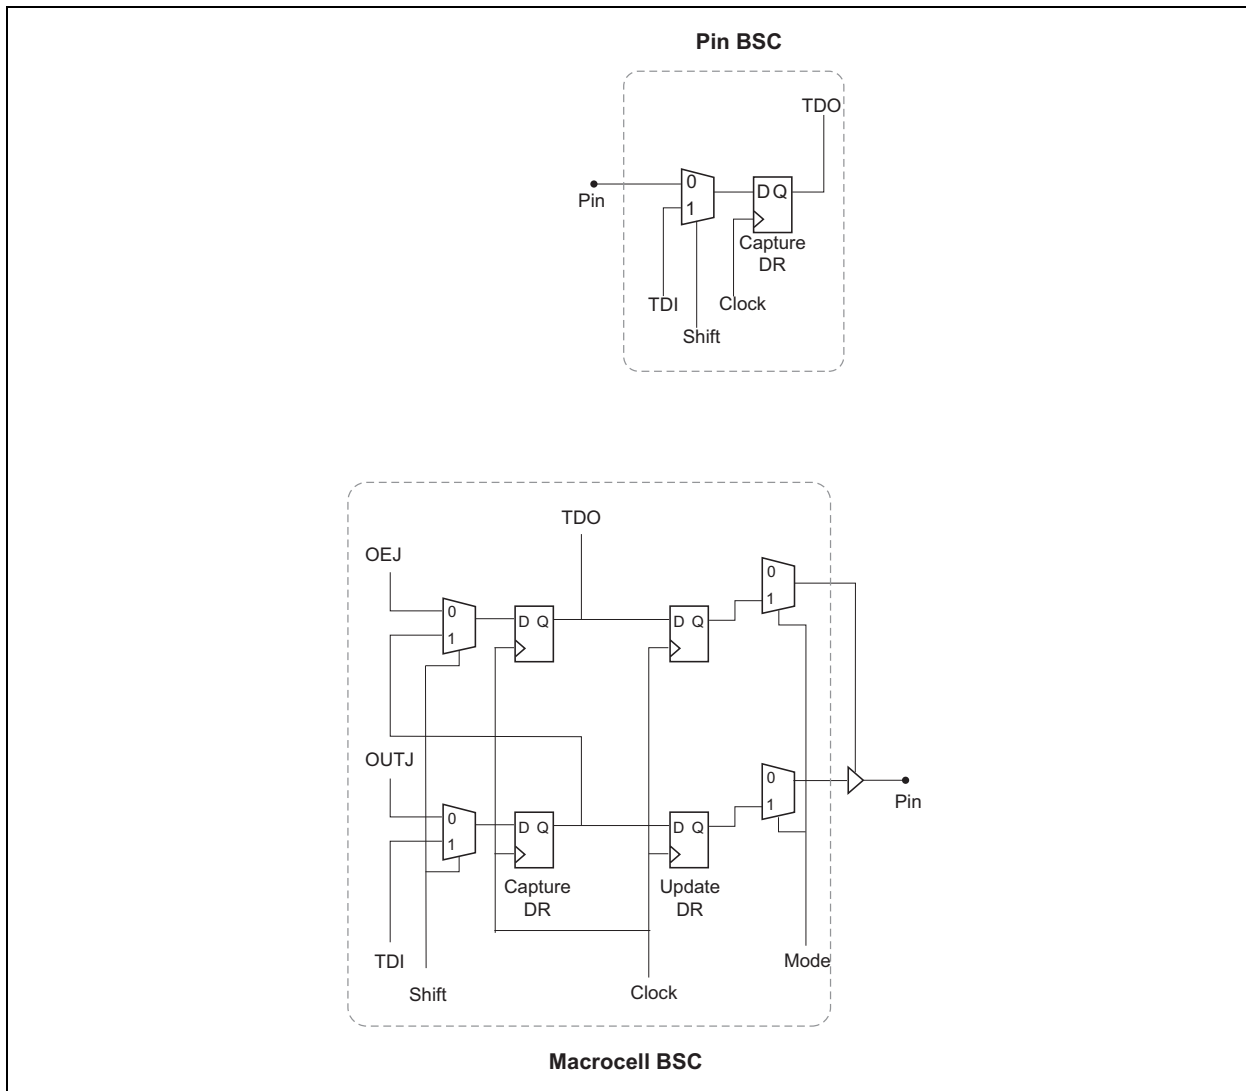 Pin BSC
TDO
0
Pin
1
D Q
Capture
DR
TDI
Clock
Shift
TDO
OEJ
0
1
D Q
D Q
0
1
OUTJ
0
1
D Q
D Q
0
1
Pin
Capture
DR
Update
DR
TDI
Shift
Clock
Mode
Macrocell BSC